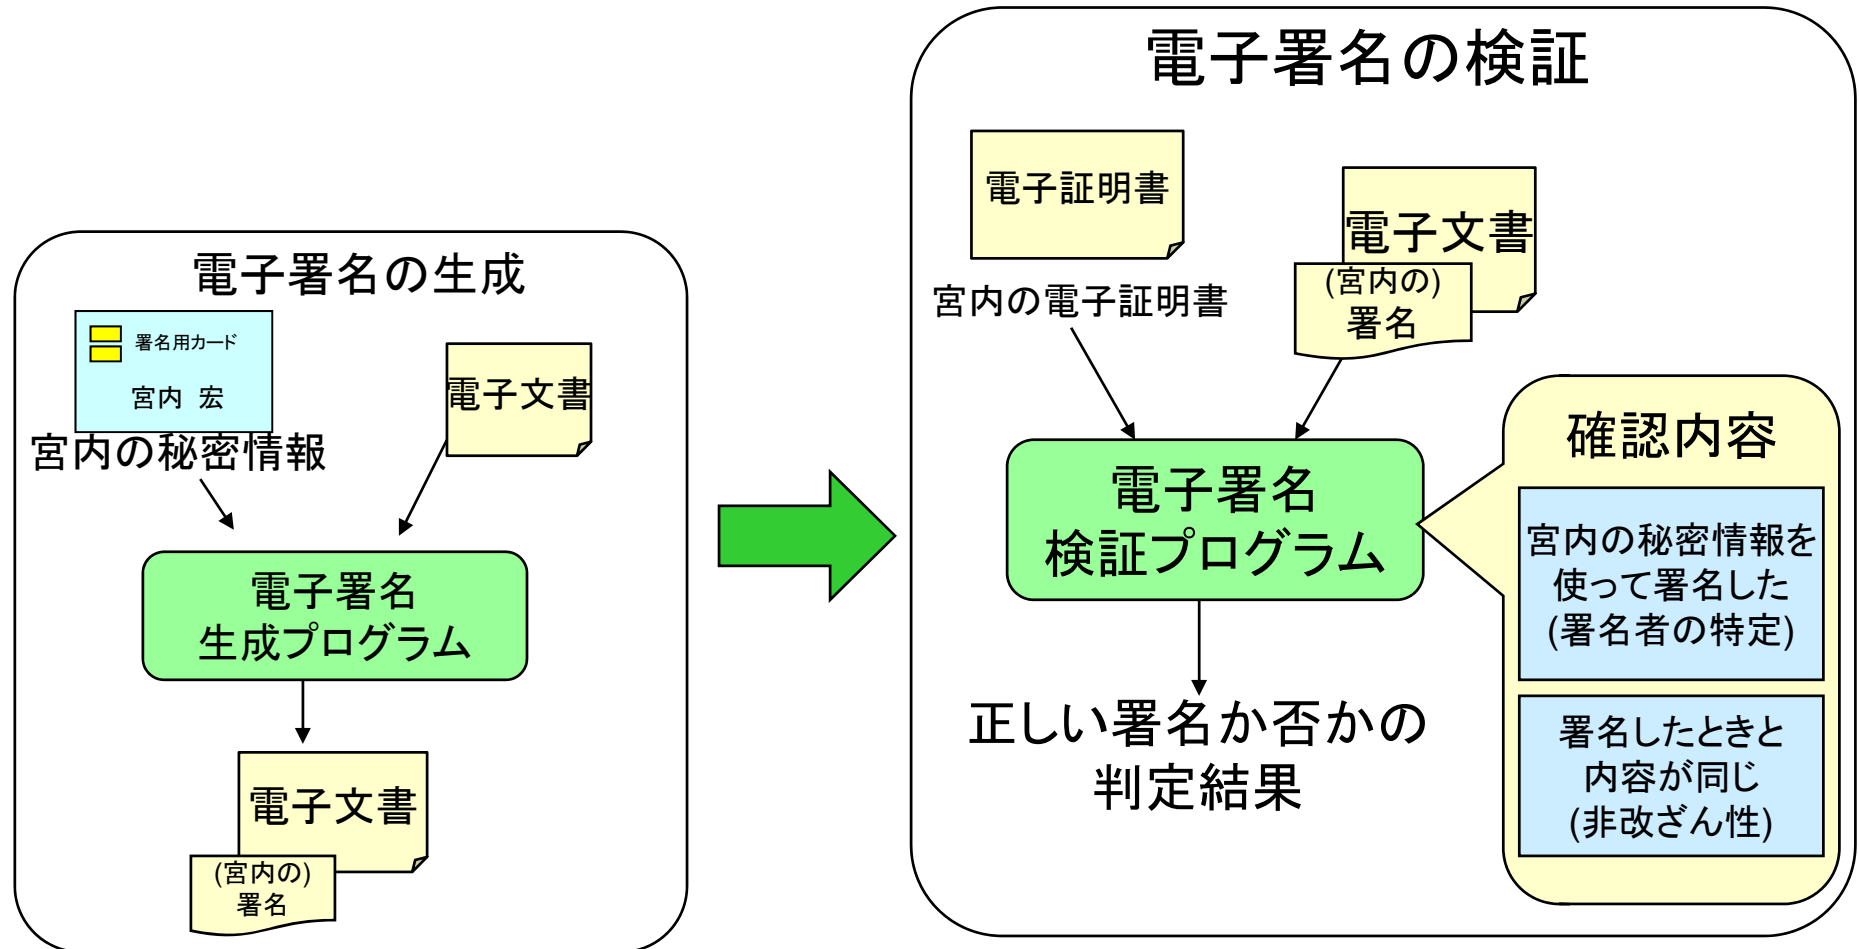 電子署名の生成
署名用カード
宮内 宏
宮内の秘密情報
電子文書
電子署名
生成プログラム
電子文書
(宮内の)
署名
電子署名の検証
電子証明書
宮内の電子証明書
電子文書
(宮内の)
署名
電子署名
検証プログラム
正しい署名か否かの
判定結果
確認内容
宮内の秘密情報を
使って署名した
(署名者の特定)
署名したときと
内容が同じ
(非改ざん性)